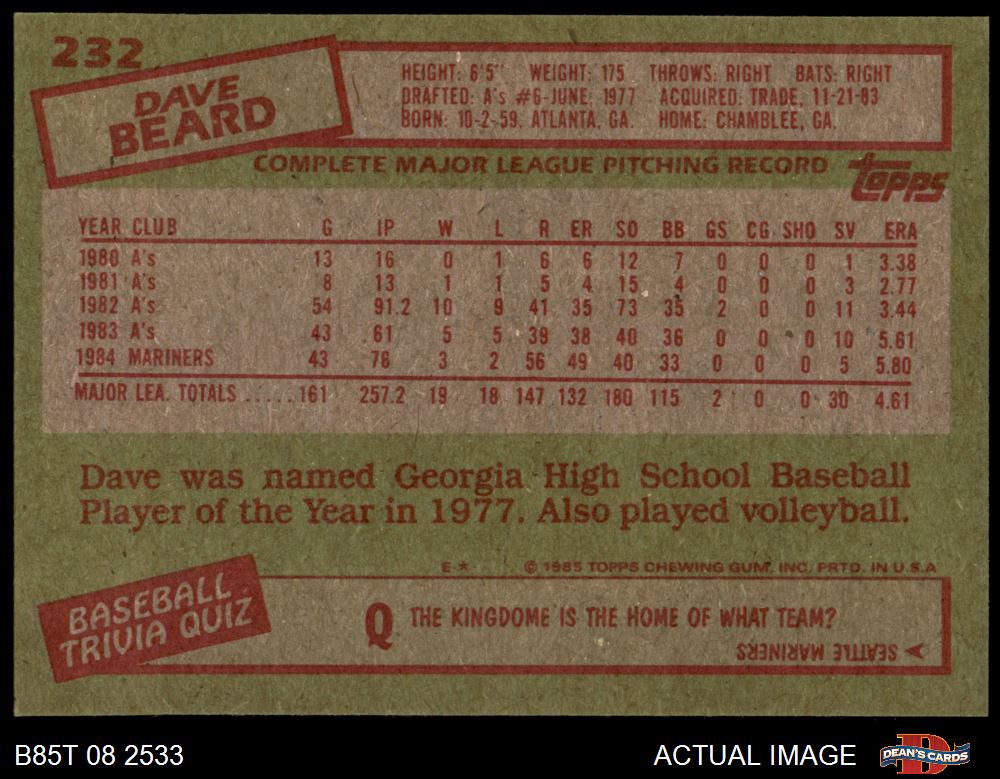 232
DAVE
BEARD
HEIGHT: 6'5" WEIGHT: 175 THROWS: RIGHT BATS: RIGHT
DRAFTED: A's #6-JUNE, 1977 ACQUIRED: TRADE, 11-21-83
BORN: 10-2-59, ATLANTA, GA. HOME: CHAMBLEE, GA.
COMPLETE MAJOR LEAGUE PITCHING RECORD
topps
YEAR CLUB G IP W L R ER SO BB GS CG SHO SV ERA
1980 A's 13 16 0 1 6 6 12 7 0 0 0 1 3.38
1981 A's 8 13 1 1 5 4 15 4 0 0 0 3 2.77
1982 A's 54 91.2 10 9 41 35 73 35 2 0 0 11 3.44
1983 A's 43 61 5 5 39 38 40 36 0 0 0 10 5.61
1984 MARINERS 43 76 3 2 56 49 40 33 0 0 0 5 5.80
MAJOR LEA. TOTALS .....161 257.2 19 18 147 132 180 115 2 0 0 30 4.61
Dave was named Georgia High School Baseball
Player of the Year in 1977. Also played volleyball.
E-* © 1985 TOPPS CHEWING GUM, INC. PRTD. IN U.S.A
BASEBALL
TRIVIA QUIZ
Q THE KINGDOME IS THE HOME OF WHAT TEAM?
SEATTLE MARINERS
B85T 08 2533 ACTUAL IMAGE DEAN'S CARDS